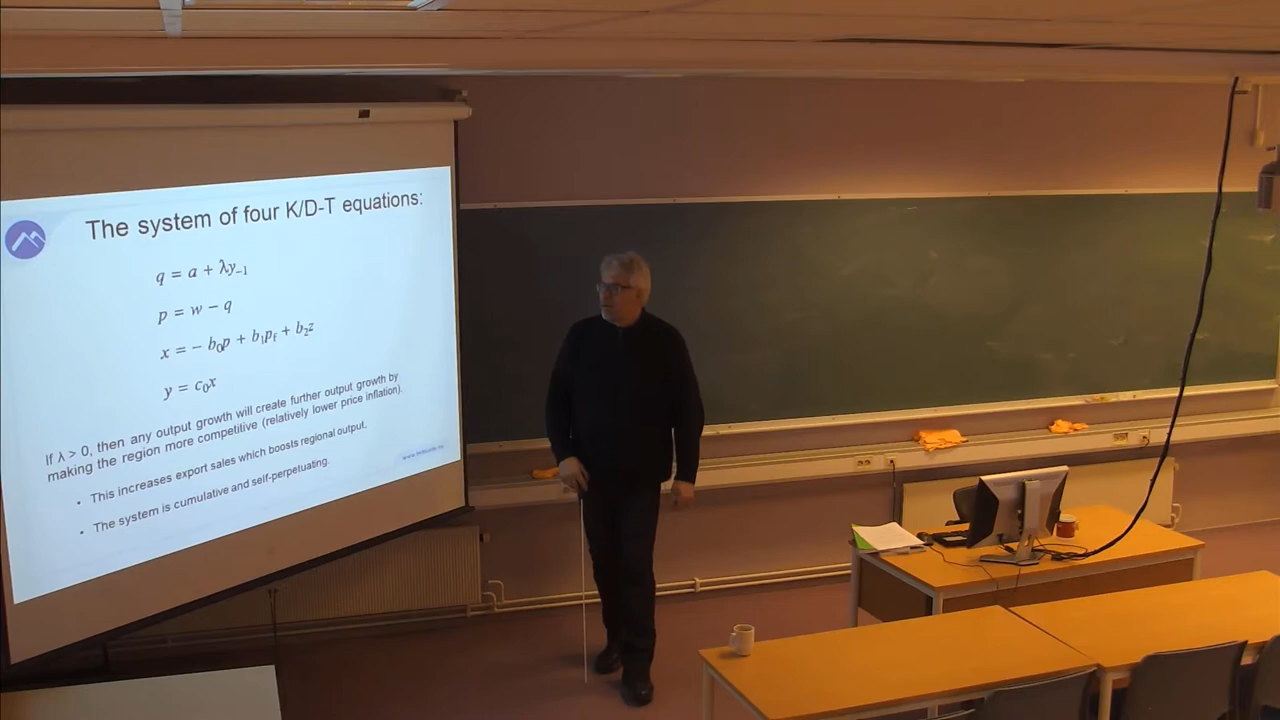 The system of four K/D-T equations:
q = a + λy₋₁
p = w − q
x = − b₀p + b₁p_f + b₂z
y = c₀x
If λ > 0, then any output growth will create further output growth by
making the region more competitive (relatively lower price inflation).
• This increases export sales which boosts regional output.
• The system is cumulative and self-perpetuating.